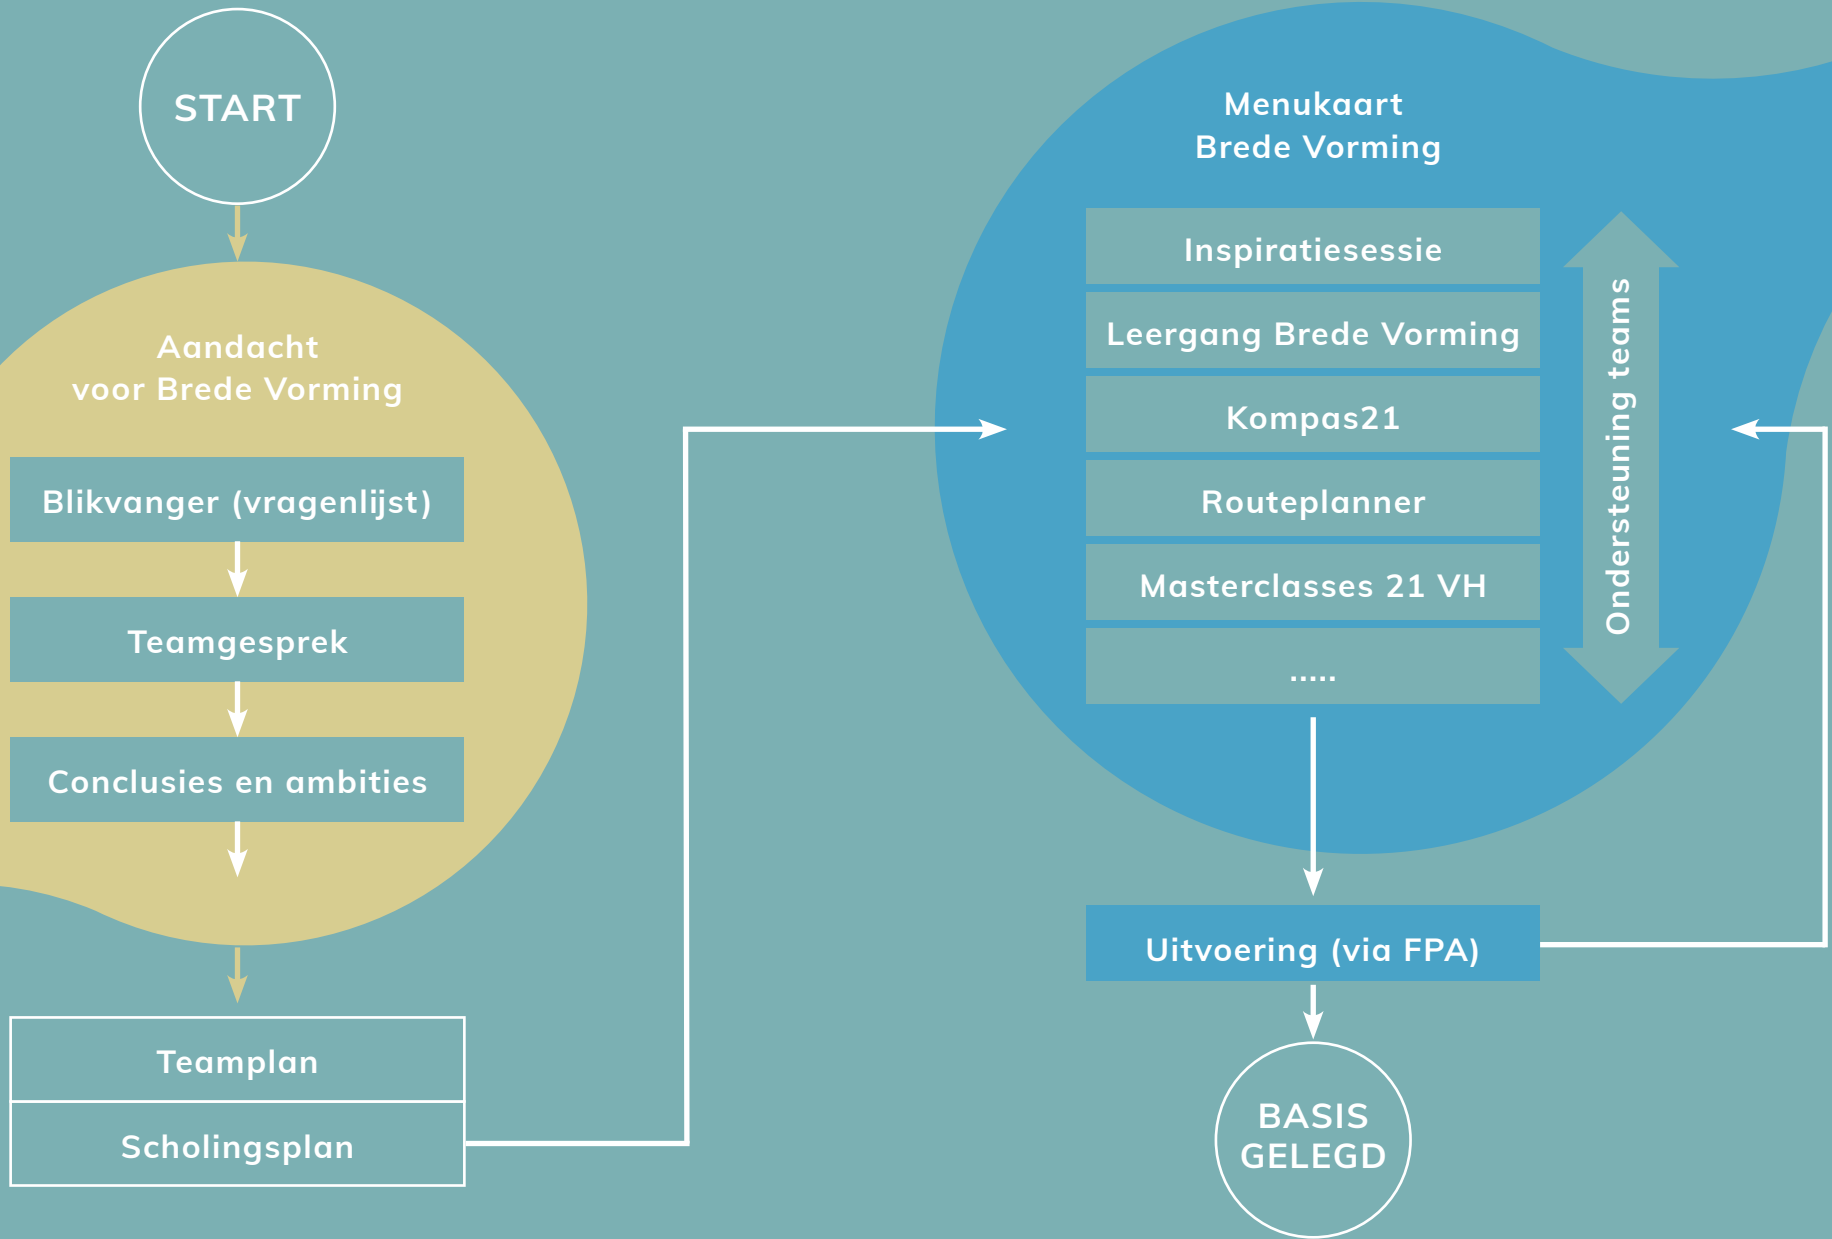 START
Aandacht
voor Brede Vorming
Blikvanger (vragenlijst)
Teamgesprek
Conclusies en ambities
Teamplan
Scholingsplan
Menukaart
Brede Vorming
Inspiratiesessie
Leergang Brede Vorming
Kompas21
Routeplanner
Masterclasses 21 VH
.....
Ondersteuning teams
Uitvoering (via FPA)
BASIS
GELEGD